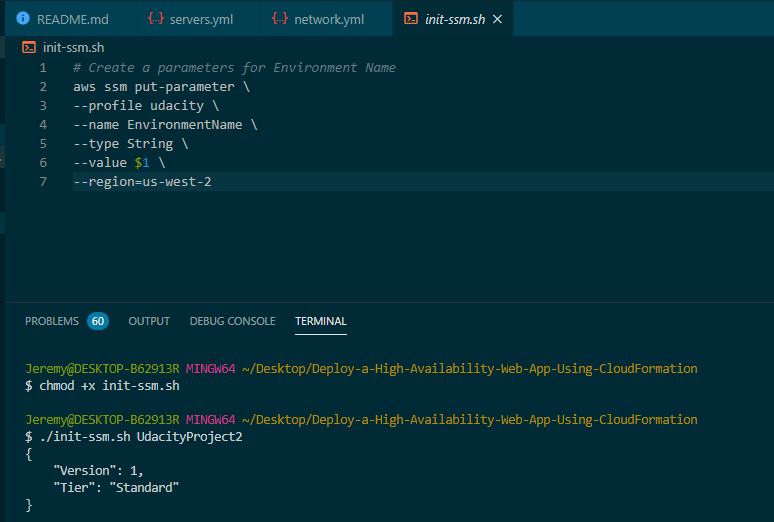 README.md
servers.yml
network.yml
init-ssm.sh
init-ssm.sh
1 # Create a parameters for Environment Name
2 aws ssm put-parameter \
3 --profile udacity \
4 --name EnvironmentName \
5 --type String \
6 --value $1 \
7 --region=us-west-2
PROBLEMS 60 OUTPUT DEBUG CONSOLE TERMINAL
Jeremy@DESKTOP-B62913R MINGW64 ~/Desktop/Deploy-a-High-Availability-Web-App-Using-CloudFormation
$ chmod +x init-ssm.sh
Jeremy@DESKTOP-B62913R MINGW64 ~/Desktop/Deploy-a-High-Availability-Web-App-Using-CloudFormation
$ ./init-ssm.sh UdacityProject2
{
    "Version": 1,
    "Tier": "Standard"
}